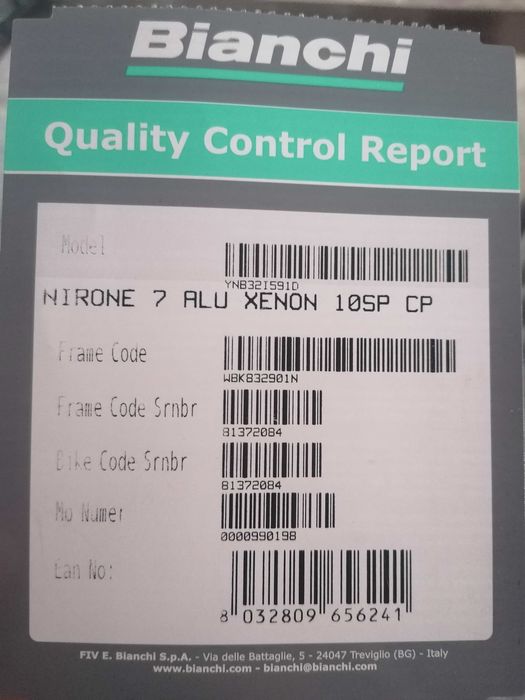 Bianchi
Quality Control Report
Model
YNB32I591D
NIRONE 7 ALU XENON 10SP CP
Frame Code
WBK832901N
Frame Code Srnbr
81372084
Bike Code Srnbr
81372084
Mo Numer
0000990198
Ean No:
8 032809 656241
FIV E. Bianchi S.p.A. - Via delle Battaglie, 5 - 24047 Treviglio (BG) - Italy
www.bianchi.com - bianchi@bianchi.com